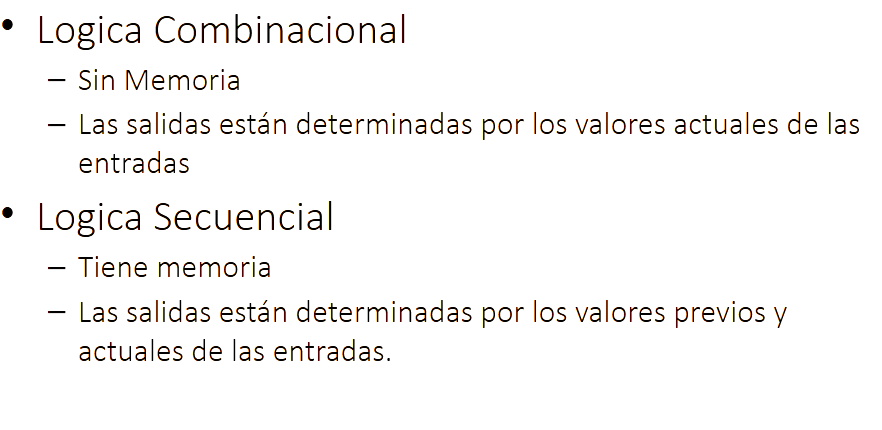 • Logica Combinacional
– Sin Memoria
– Las salidas están determinadas por los valores actuales de las
entradas
• Logica Secuencial
– Tiene memoria
– Las salidas están determinadas por los valores previos y
actuales de las entradas.